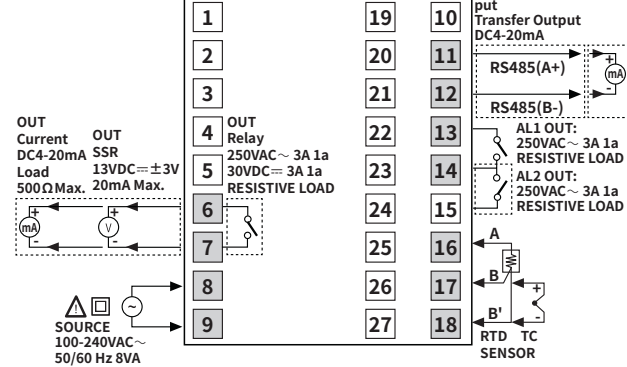 put
Transfer Output
DC4-20mA
1 19 10
2 20 11
RS485(A+)
mA
+
-
3 21 12
RS485(B-)
OUT
Current
DC4-20mA
Load
500ΩMax.
OUT
SSR
13VDC⎓±3V
20mA Max.
OUT
Relay
250VAC～ 3A 1a
30VDC⎓ 3A 1a
RESISTIVE LOAD
4 22 13
AL1 OUT:
250VAC～ 3A 1a
RESISTIVE LOAD
5 23 14
AL2 OUT:
250VAC～ 3A 1a
RESISTIVE LOAD
6 24 15
+ +
mA V
- -
7 25 16
A
8 26 17
B
+
~
SOURCE
100-240VAC～
50/60 Hz 8VA
9 27 18
B'
-
RTD TC
SENSOR